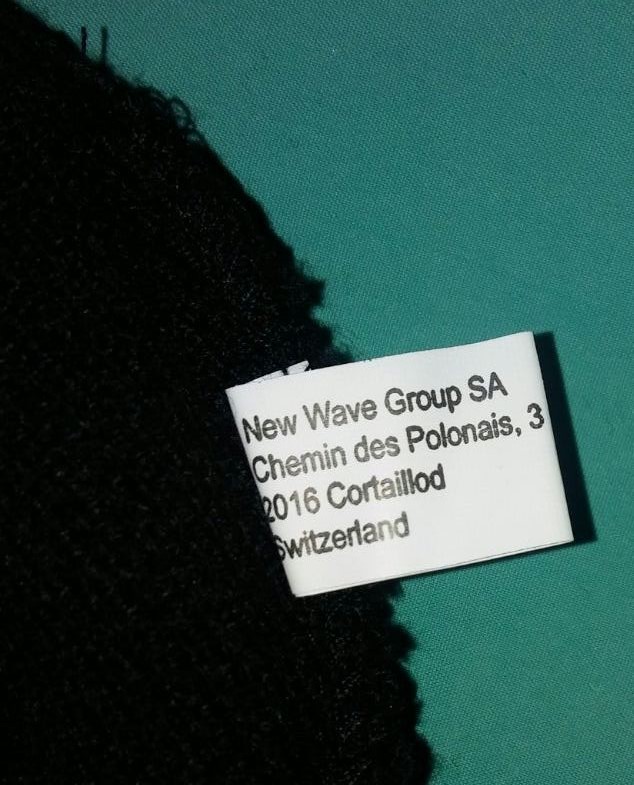 New Wave Group SA
Chemin des Polonais, 3
2016 Cortaillod
Switzerland